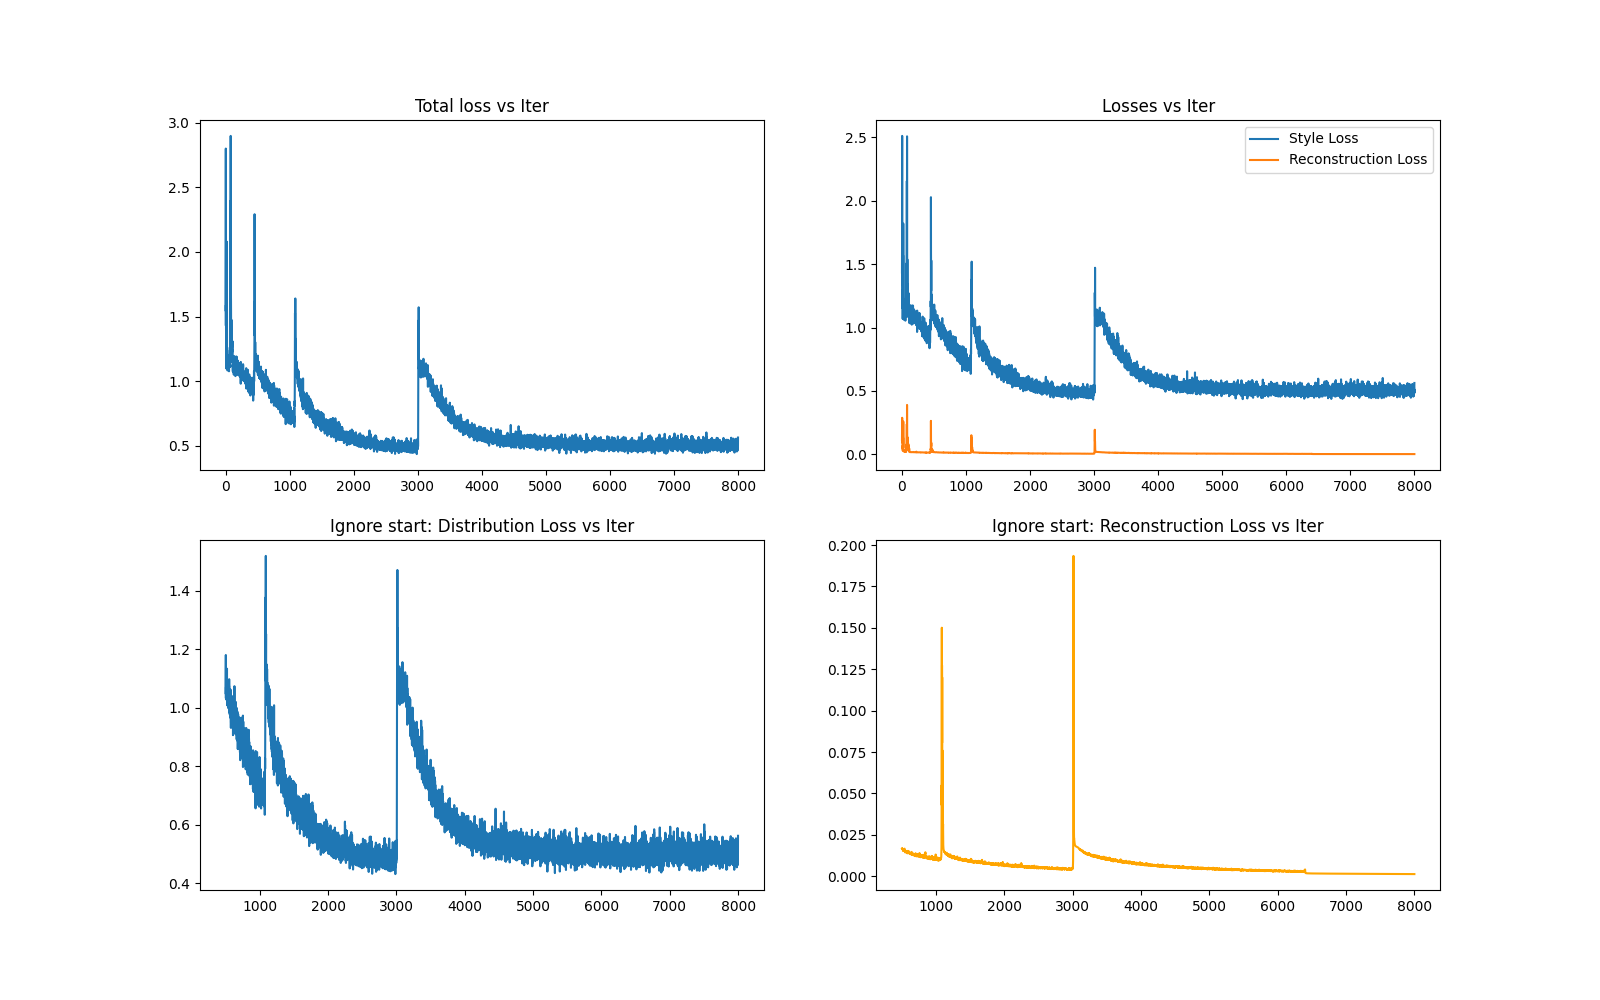 Total loss vs Iter
3.0
2.5
2.0
1.5
1.0
0.5
0 1000 2000 3000 4000 5000 6000 7000 8000
Losses vs Iter
Style Loss
Reconstruction Loss
2.5
2.0
1.5
1.0
0.5
0.0
0 1000 2000 3000 4000 5000 6000 7000 8000
Ignore start: Distribution Loss vs Iter
1.4
1.2
1.0
0.8
0.6
0.4
1000 2000 3000 4000 5000 6000 7000 8000
Ignore start: Reconstruction Loss vs Iter
0.200
0.175
0.150
0.125
0.100
0.075
0.050
0.025
0.000
1000 2000 3000 4000 5000 6000 7000 8000